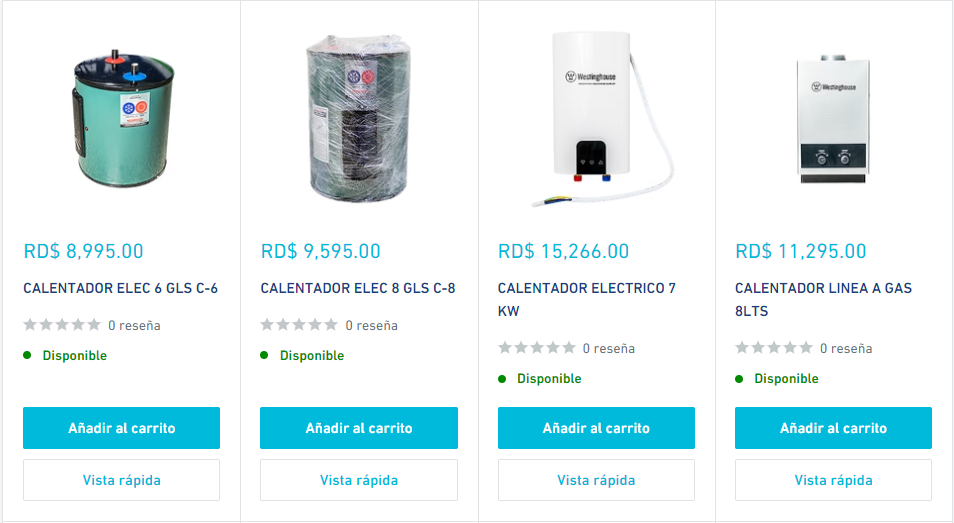 Westinghouse
Westinghouse
RD$ 8,995.00
CALENTADOR ELEC 6 GLS C-6
0 reseña
Disponible
Añadir al carrito
Vista rápida
RD$ 9,595.00
CALENTADOR ELEC 8 GLS C-8
0 reseña
Disponible
Añadir al carrito
Vista rápida
RD$ 15,266.00
CALENTADOR ELECTRICO 7
KW
0 reseña
Disponible
Añadir al carrito
Vista rápida
RD$ 11,295.00
CALENTADOR LINEA A GAS
8LTS
0 reseña
Disponible
Añadir al carrito
Vista rápida